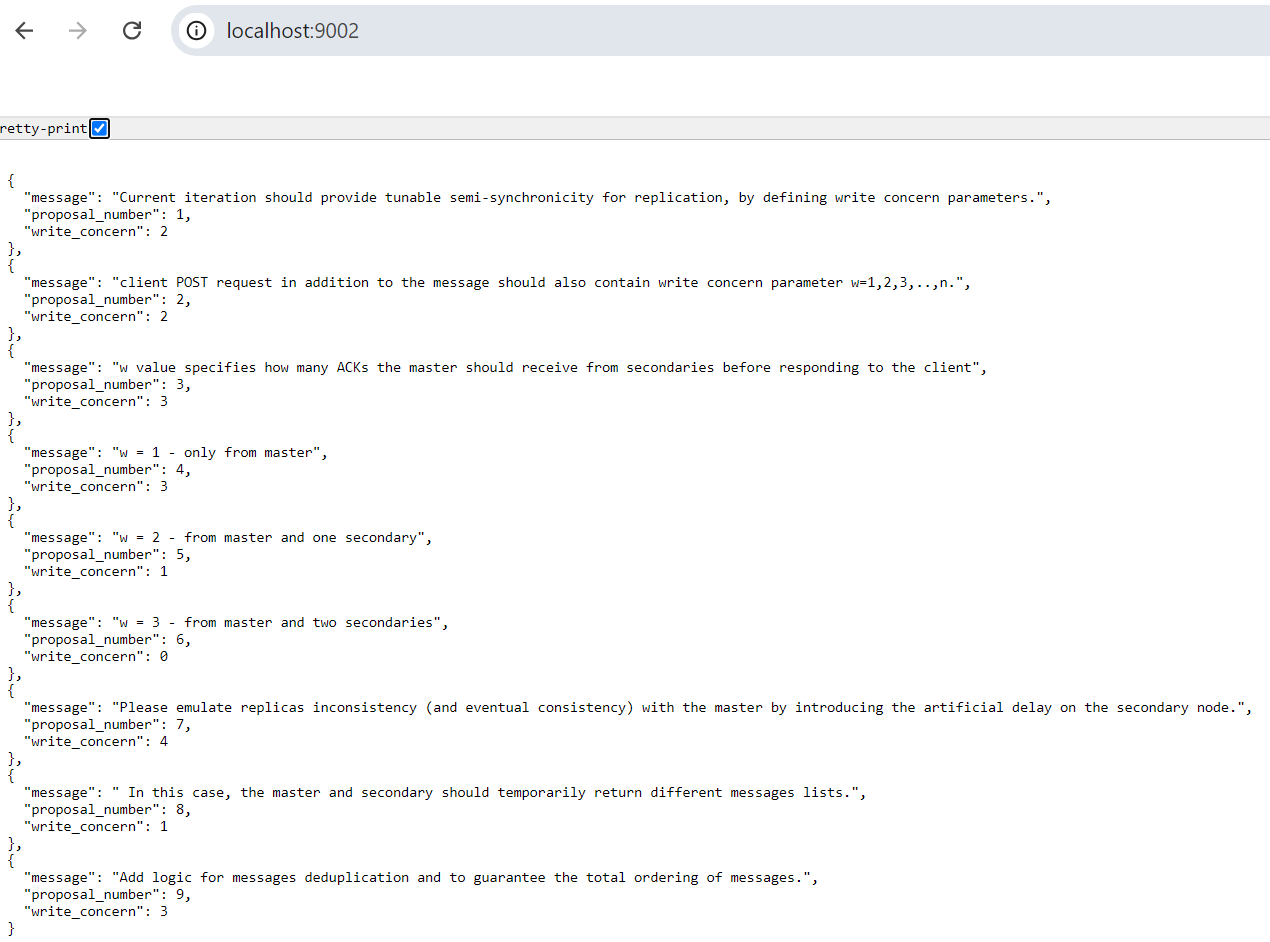 localhost:9002
retty-print
{
  "message": "Current iteration should provide tunable semi-synchronicity for replication, by defining write concern parameters.",
  "proposal_number": 1,
  "write_concern": 2
},
{
  "message": "client POST request in addition to the message should also contain write concern parameter w=1,2,3,..,n.",
  "proposal_number": 2,
  "write_concern": 2
},
{
  "message": "w value specifies how many ACKs the master should receive from secondaries before responding to the client",
  "proposal_number": 3,
  "write_concern": 3
},
{
  "message": "w = 1 - only from master",
  "proposal_number": 4,
  "write_concern": 3
},
{
  "message": "w = 2 - from master and one secondary",
  "proposal_number": 5,
  "write_concern": 1
},
{
  "message": "w = 3 - from master and two secondaries",
  "proposal_number": 6,
  "write_concern": 0
},
{
  "message": "Please emulate replicas inconsistency (and eventual consistency) with the master by introducing the artificial delay on the secondary node.",
  "proposal_number": 7,
  "write_concern": 4
},
{
  "message": " In this case, the master and secondary should temporarily return different messages lists.",
  "proposal_number": 8,
  "write_concern": 1
},
{
  "message": "Add logic for messages deduplication and to guarantee the total ordering of messages.",
  "proposal_number": 9,
  "write_concern": 3
}